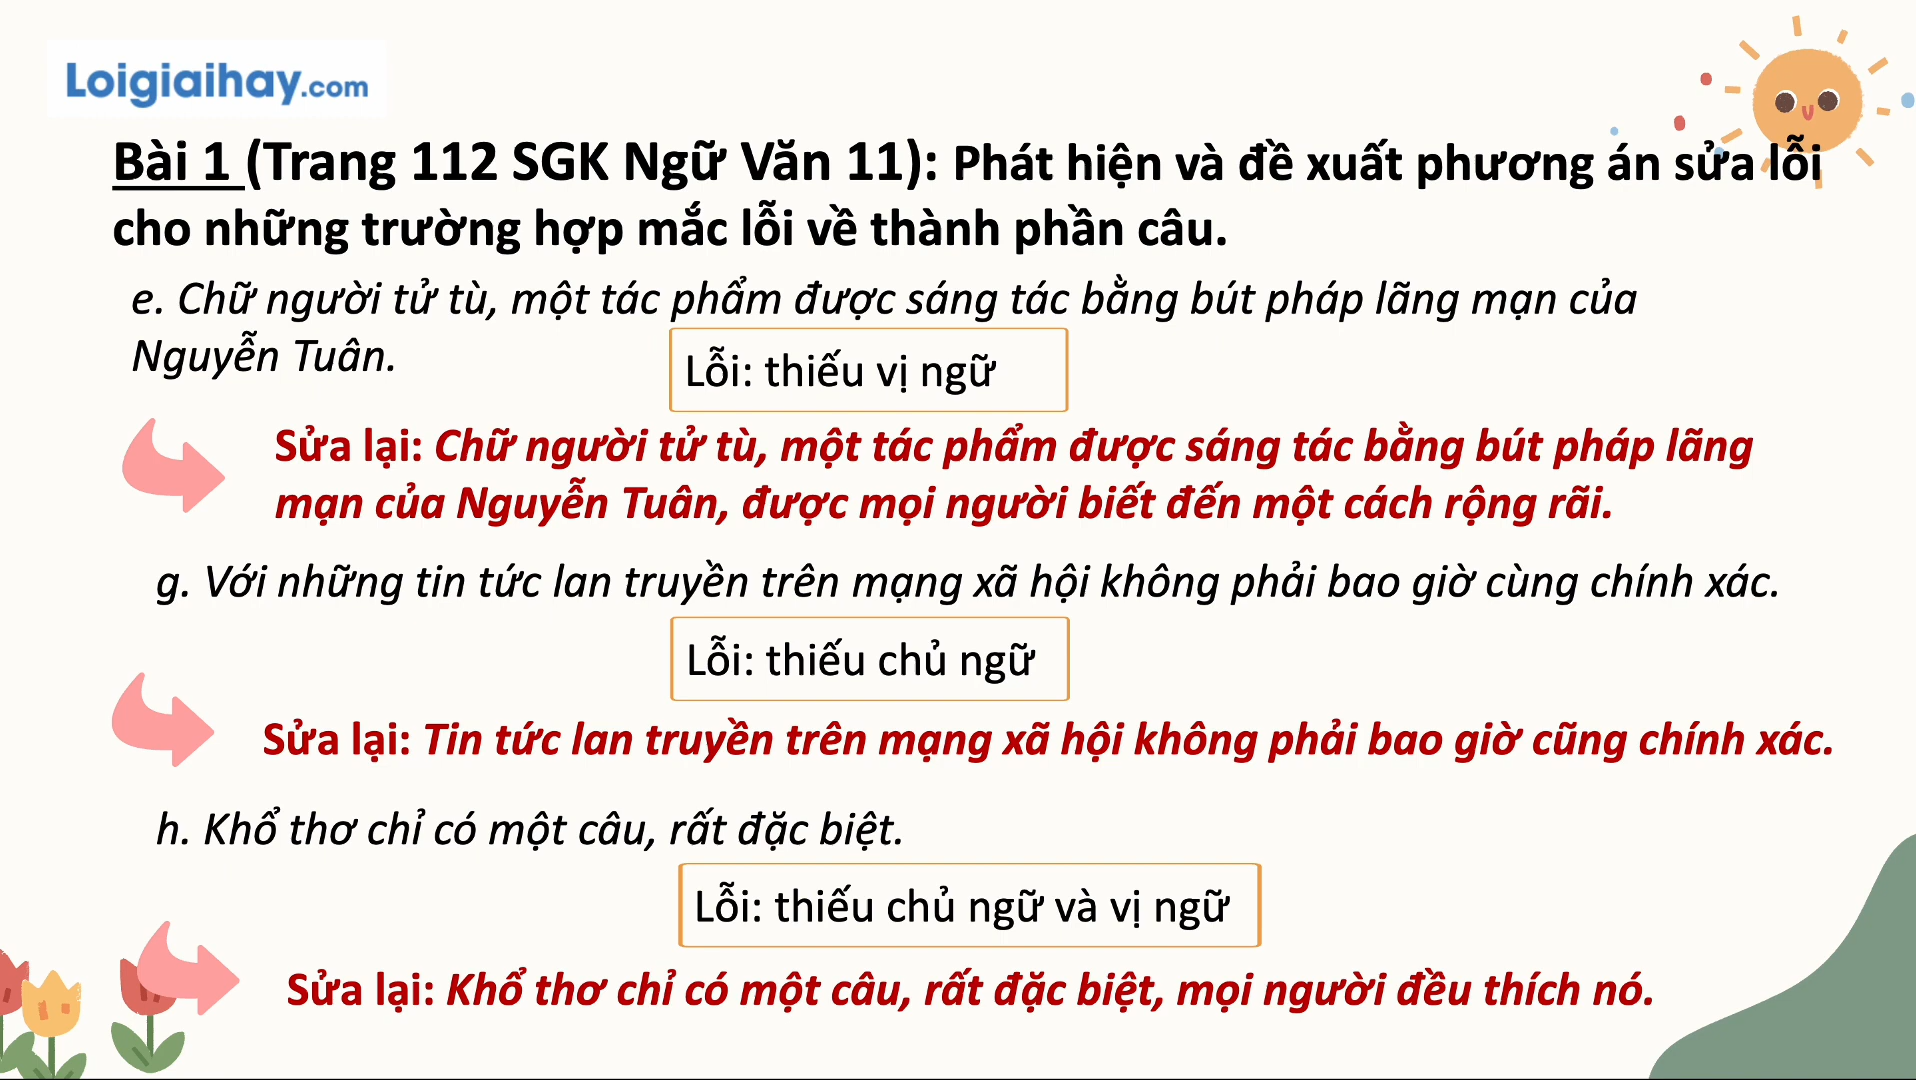 Loigiaihay.com
Bài 1 (Trang 112 SGK Ngữ Văn 11): Phát hiện và đề xuất phương án sửa lỗi
cho những trường hợp mắc lỗi về thành phần câu.
e. Chữ người tử tù, một tác phẩm được sáng tác bằng bút pháp lãng mạn của
Nguyễn Tuân.
Lỗi: thiếu vị ngữ
Sửa lại: Chữ người tử tù, một tác phẩm được sáng tác bằng bút pháp lãng
mạn của Nguyễn Tuân, được mọi người biết đến một cách rộng rãi.
g. Với những tin tức lan truyền trên mạng xã hội không phải bao giờ cùng chính xác.
Lỗi: thiếu chủ ngữ
Sửa lại: Tin tức lan truyền trên mạng xã hội không phải bao giờ cũng chính xác.
h. Khổ thơ chỉ có một câu, rất đặc biệt.
Lỗi: thiếu chủ ngữ và vị ngữ
Sửa lại: Khổ thơ chỉ có một câu, rất đặc biệt, mọi người đều thích nó.